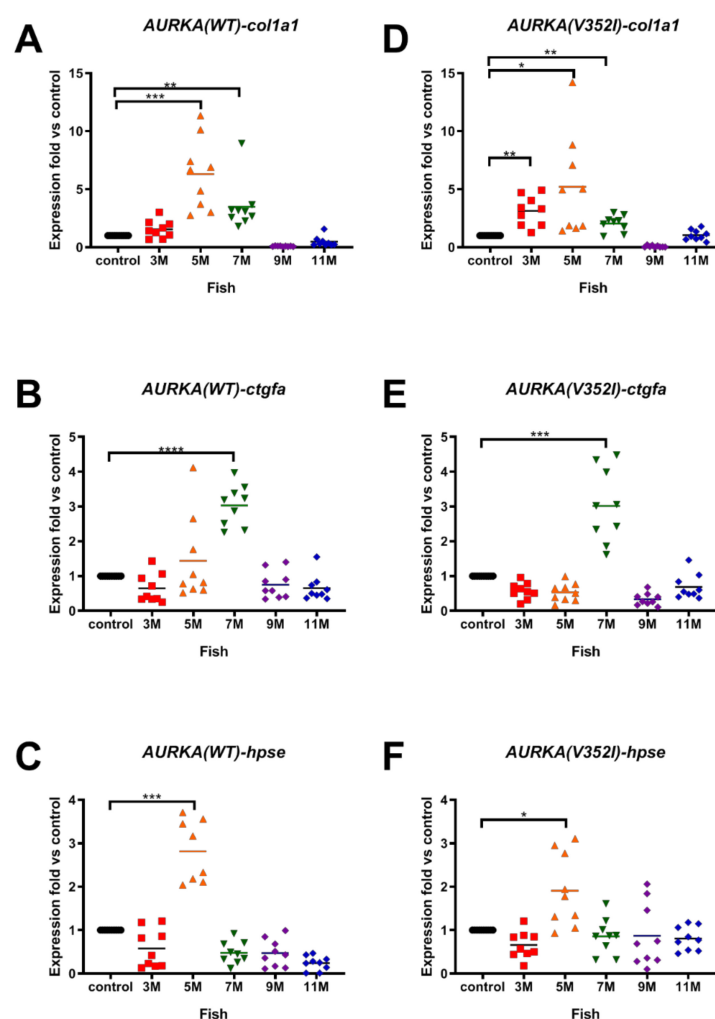 A
AURKA(WT)-col1a1
Expression fold vs control
15
10
5
0
**
***
control 3M 5M 7M 9M 11M
Fish
D
AURKA(V352I)-col1a1
Expression fold vs control
15
10
5
0
**
*
**
control 3M 5M 7M 9M 11M
Fish
B
AURKA(WT)-ctgfa
Expression fold vs control
5
4
3
2
1
0
****
control 3M 5M 7M 9M 11M
Fish
E
AURKA(V352I)-ctgfa
Expression fold vs control
5
4
3
2
1
0
***
control 3M 5M 7M 9M 11M
Fish
C
AURKA(WT)-hpse
Expression fold vs control
4
3
2
1
0
***
control 3M 5M 7M 9M 11M
Fish
F
AURKA(V352I)-hpse
Expression fold vs control
4
3
2
1
0
*
control 3M 5M 7M 9M 11M
Fish